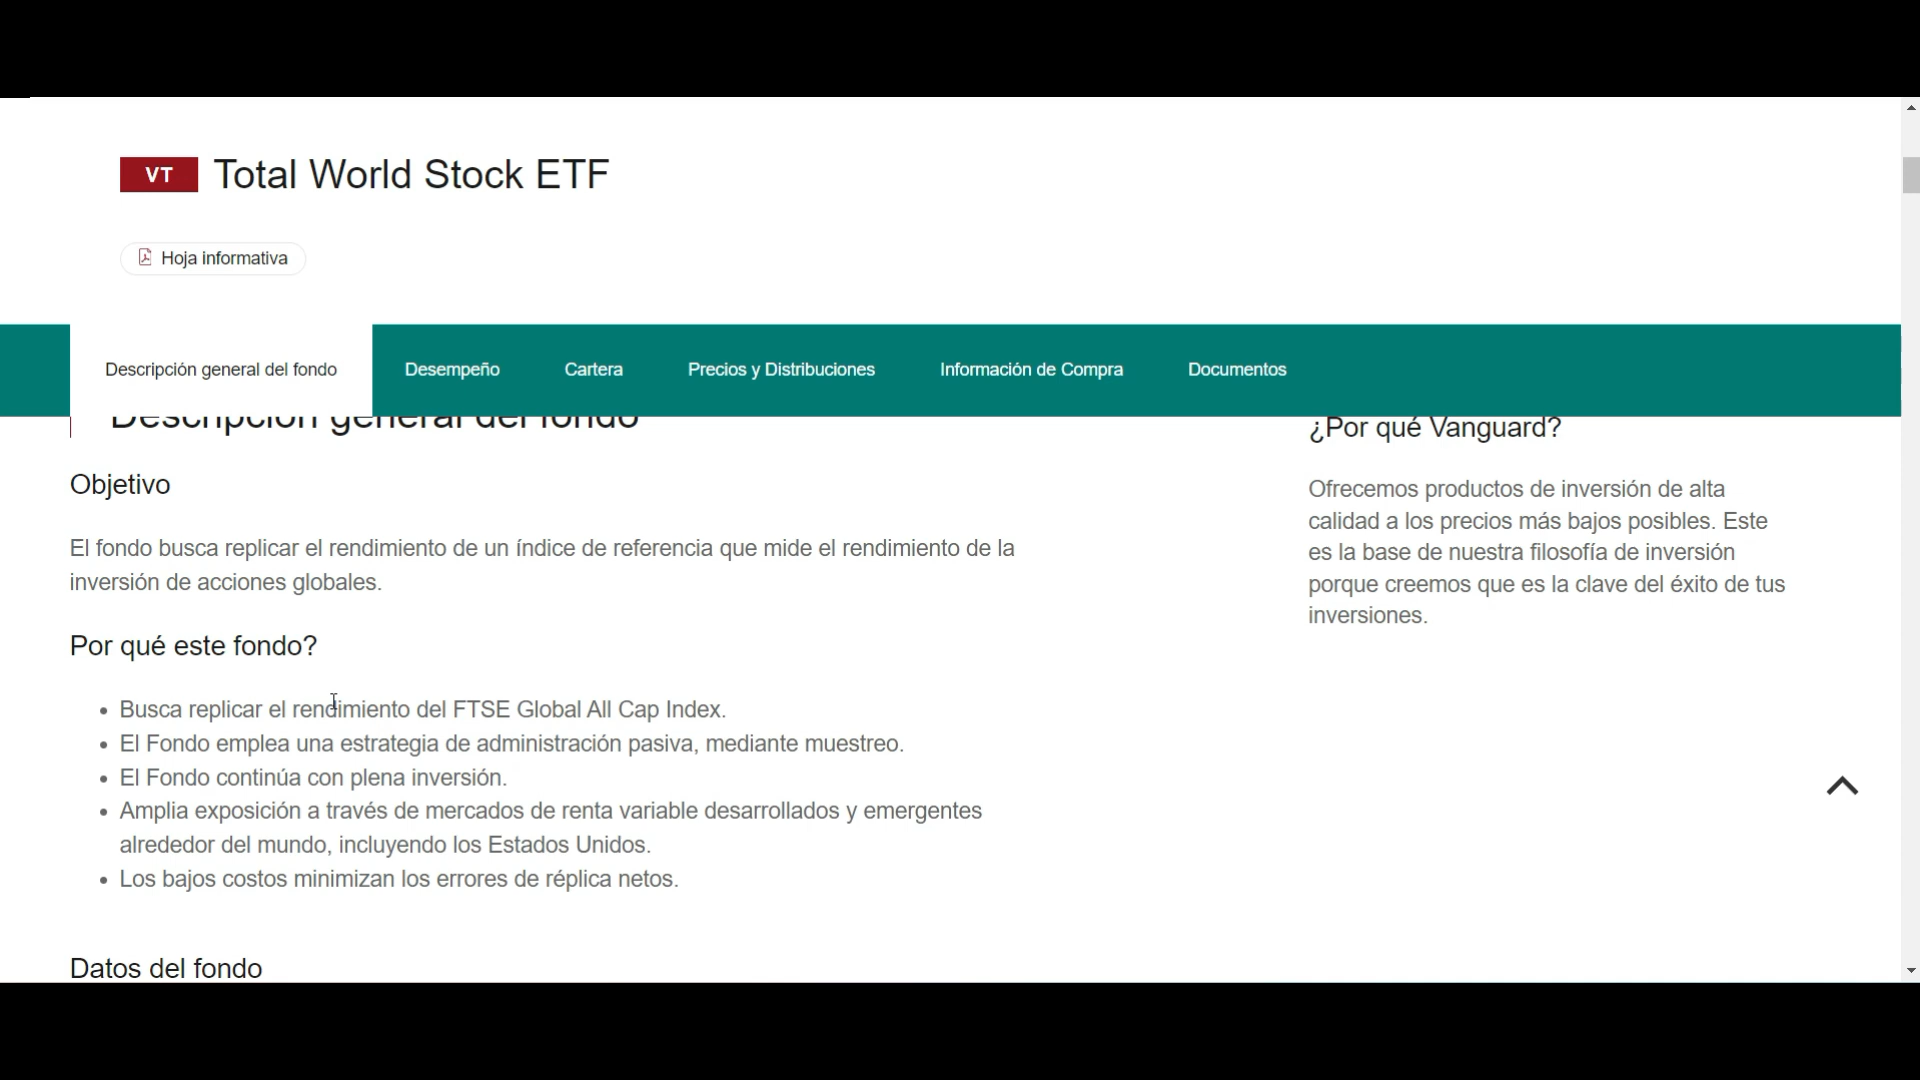 VT Total World Stock ETF
Hoja informativa
Descripción general del fondo Desempeño Cartera Precios y Distribuciones Información de Compra Documentos
Descripción general del fondo
Objetivo
El fondo busca replicar el rendimiento de un índice de referencia que mide el rendimiento de la
inversión de acciones globales.
Por qué este fondo?
• Busca replicar el rendimiento del FTSE Global All Cap Index.
• El Fondo emplea una estrategia de administración pasiva, mediante muestreo.
• El Fondo continúa con plena inversión.
• Amplia exposición a través de mercados de renta variable desarrollados y emergentes
alrededor del mundo, incluyendo los Estados Unidos.
• Los bajos costos minimizan los errores de réplica netos.
Datos del fondo
¿Por qué Vanguard?
Ofrecemos productos de inversión de alta
calidad a los precios más bajos posibles. Este
es la base de nuestra filosofía de inversión
porque creemos que es la clave del éxito de tus
inversiones.